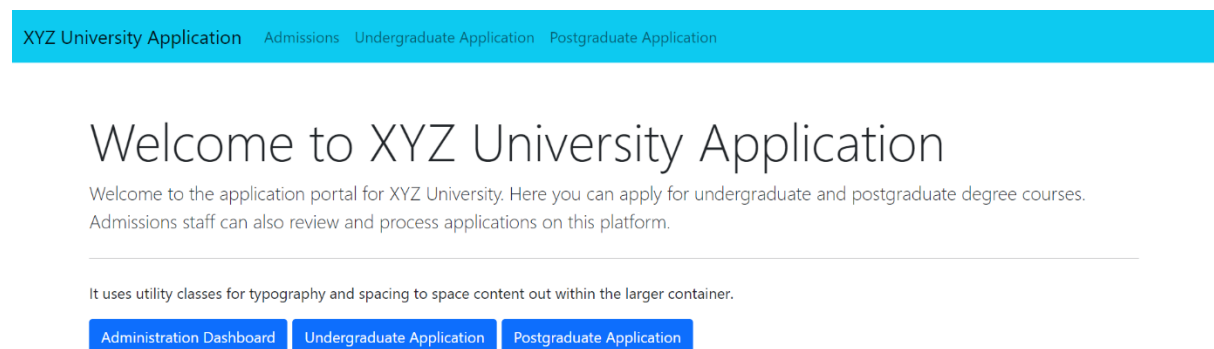 XYZ University Application Admissions Undergraduate Application Postgraduate Application
Welcome to XYZ University Application
Welcome to the application portal for XYZ University. Here you can apply for undergraduate and postgraduate degree courses.
Admissions staff can also review and process applications on this platform.
It uses utility classes for typography and spacing to space content out within the larger container.
Administration Dashboard Undergraduate Application Postgraduate Application